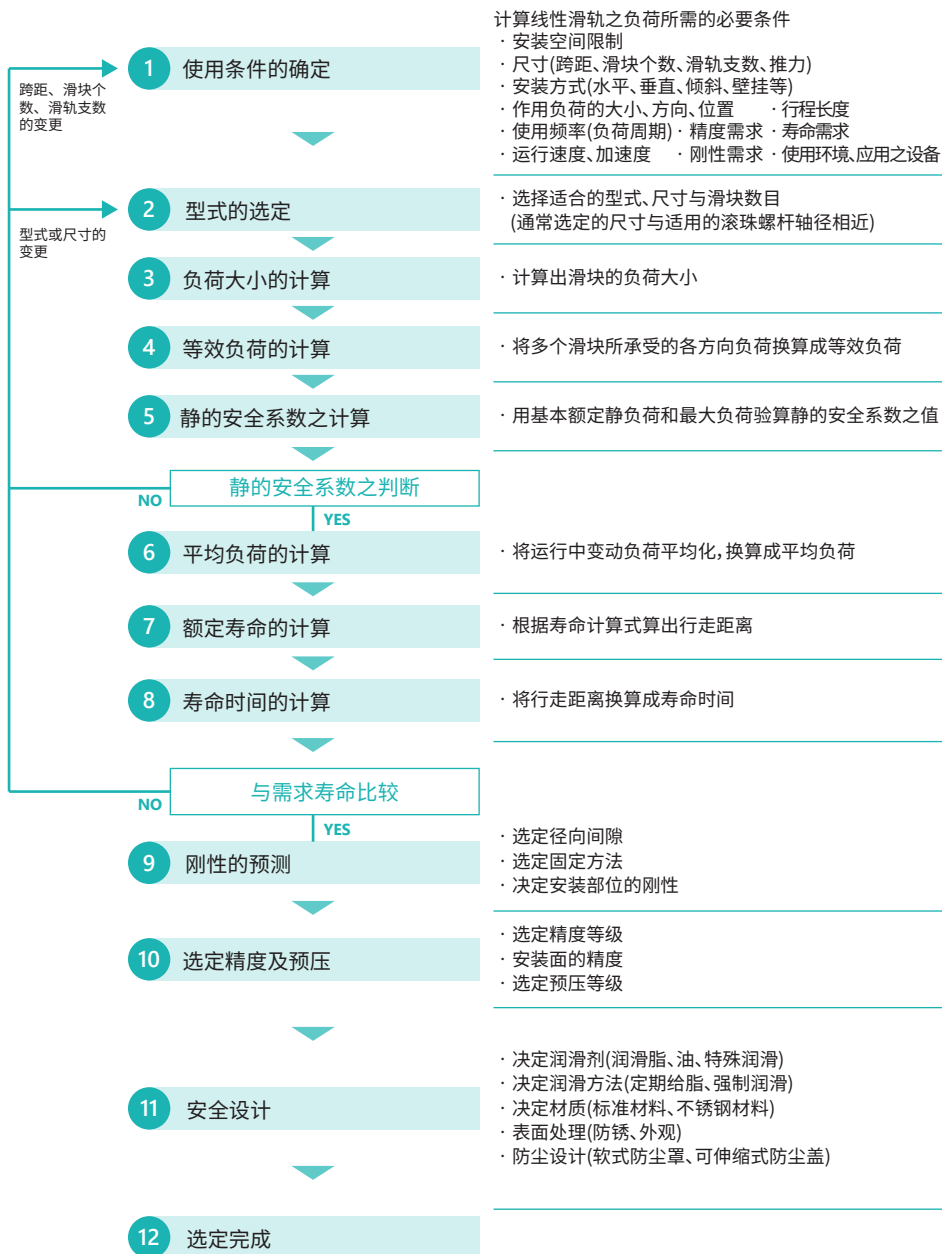 计算线性滑轨之负荷所需的必要条件
· 安装空间限制
1 使用条件的确定
· 尺寸(跨距、滑块个数、滑轨支数、推力)
· 安装方式(水平、垂直、倾斜、壁挂等)
跨距、滑块个
数、滑轨支数
的变更
· 作用负荷的大小、方向、位置 · 行程长度
· 使用频率(负荷周期) · 精度需求 · 寿命需求
· 运行速度、加速度 · 刚性需求 · 使用环境、应用之设备
2 型式的选定
· 选择适合的型式、尺寸与滑块数目
(通常选定的尺寸与适用的滚珠螺杆轴径相近)
型式或尺寸的
变更
3 负荷大小的计算
· 计算出滑块的负荷大小
4 等效负荷的计算
· 将多个滑块所承受的各方向负荷换算成等效负荷
5 静的安全系数之计算
· 用基本额定静负荷和最大负荷验算静的安全系数之值
静的安全系数之判断
NO
YES
6 平均负荷的计算
· 将运行中变动负荷平均化,换算成平均负荷
7 额定寿命的计算
· 根据寿命计算式算出行走距离
8 寿命时间的计算
· 将行走距离换算成寿命时间
与需求寿命比较
NO
YES
9 刚性的预测
· 选定径向间隙
· 选定固定方法
· 决定安装部位的刚性
10 选定精度及预压
· 选定精度等级
· 安装面的精度
· 选定预压等级
11 安全设计
· 决定润滑剂(润滑脂、油、特殊润滑)
· 决定润滑方法(定期给脂、强制润滑)
· 决定材质(标准材料、不锈钢材料)
· 表面处理(防锈、外观)
· 防尘设计(软式防尘罩、可伸缩式防尘盖)
12 选定完成